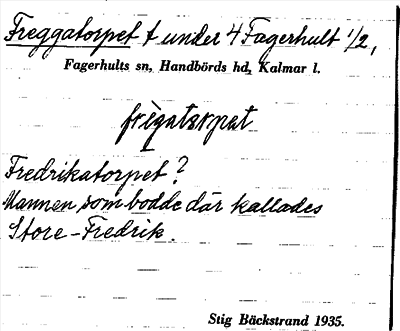 Freggatorpet t under 4 Fagerhult 1/2,
Fagerhults sn, Handbörds hd, Kalmar l.
Fredrikatorpet?
Mannen som bodde där kallades
Store-Fredrik.
Stig Bäckstrand 1935.